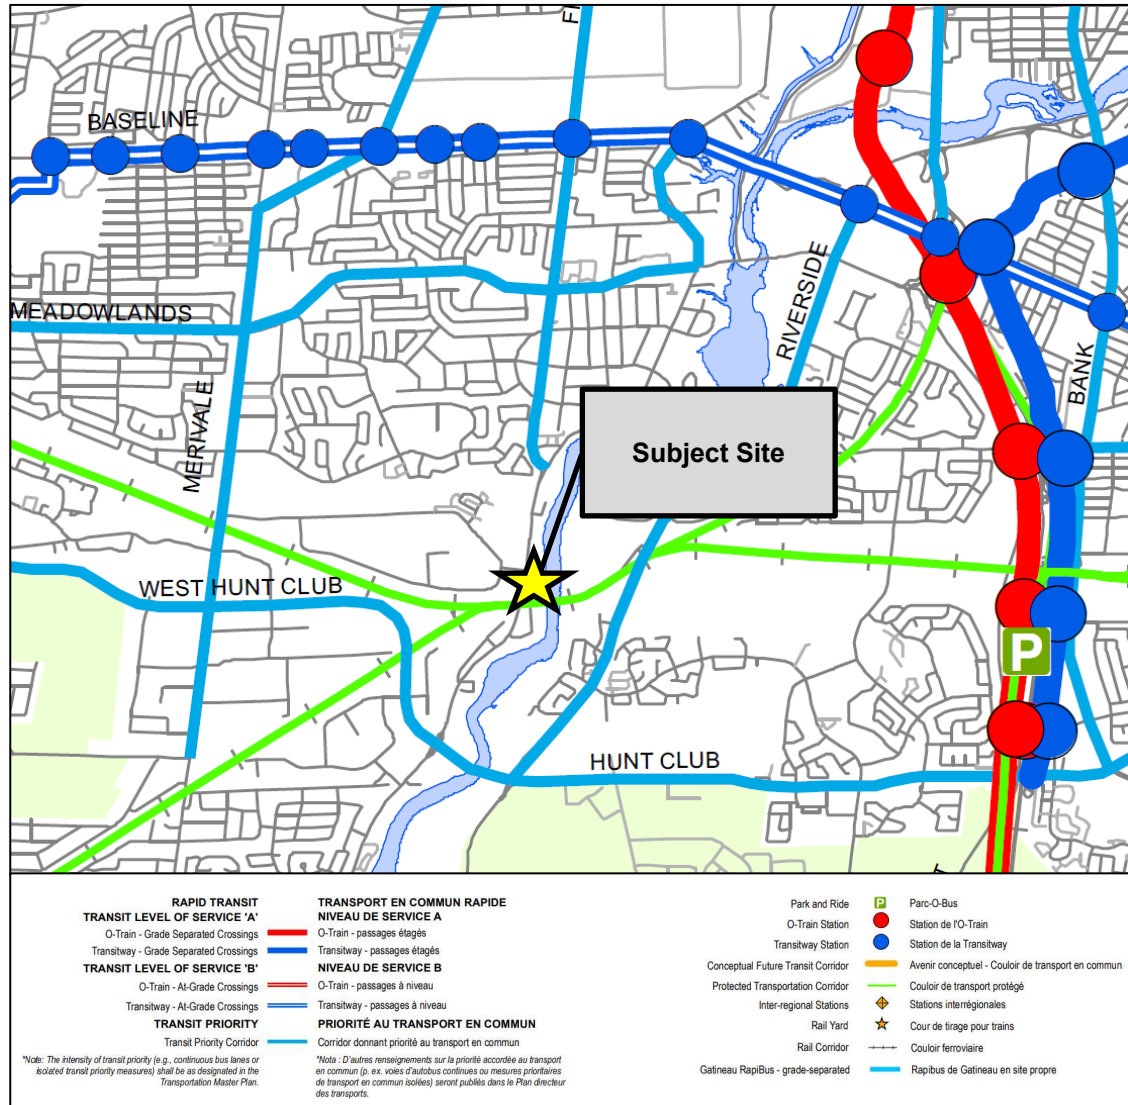 FI
BASELINE
RIVERSIDE
MEADOWLANDS
BANK
MERIVALE
Subject Site
WEST HUNT CLUB
P
HUNT CLUB
RAPID TRANSIT
TRANSIT LEVEL OF SERVICE 'A'
O-Train - Grade Separated Crossings
Transitway - Grade Separated Crossings
TRANSIT LEVEL OF SERVICE 'B'
O-Train - At-Grade Crossings
Transitway - At-Grade Crossings
TRANSIT PRIORITY
Transit Priority Corridor
*Note: The intensity of transit priority (e.g., continuous bus lanes or
isolated transit priority measures) shall be as designated in the
Transportation Master Plan.
TRANSPORT EN COMMUN RAPIDE
NIVEAU DE SERVICE A
O-Train - passages étagés
Transitway - passages étagés
NIVEAU DE SERVICE B
O-Train - passages à niveau
Transitway - passages à niveau
PRIORITÉ AU TRANSPORT EN COMMUN
Corridor donnant priorité au transport en commun
*Nota : D'autres renseignements sur la priorité accordée au transport
en commun (p. ex. voies d'autobus continues ou mesures prioritaires
de transport en commun isolées) seront publiés dans le Plan directeur
des transports.
Park and Ride P Parc-O-Bus
O-Train Station Station de l'O-Train
Transitway Station Station de la Transitway
Conceptual Future Transit Corridor Avenir conceptuel - Couloir de transport en commun
Protected Transportation Corridor Couloir de transport protégé
Inter-regional Stations Stations interrégionales
Rail Yard Cour de tirage pour trains
Rail Corridor Couloir ferroviaire
Gatineau RapiBus - grade-separated Rapibus de Gatineau en site propre